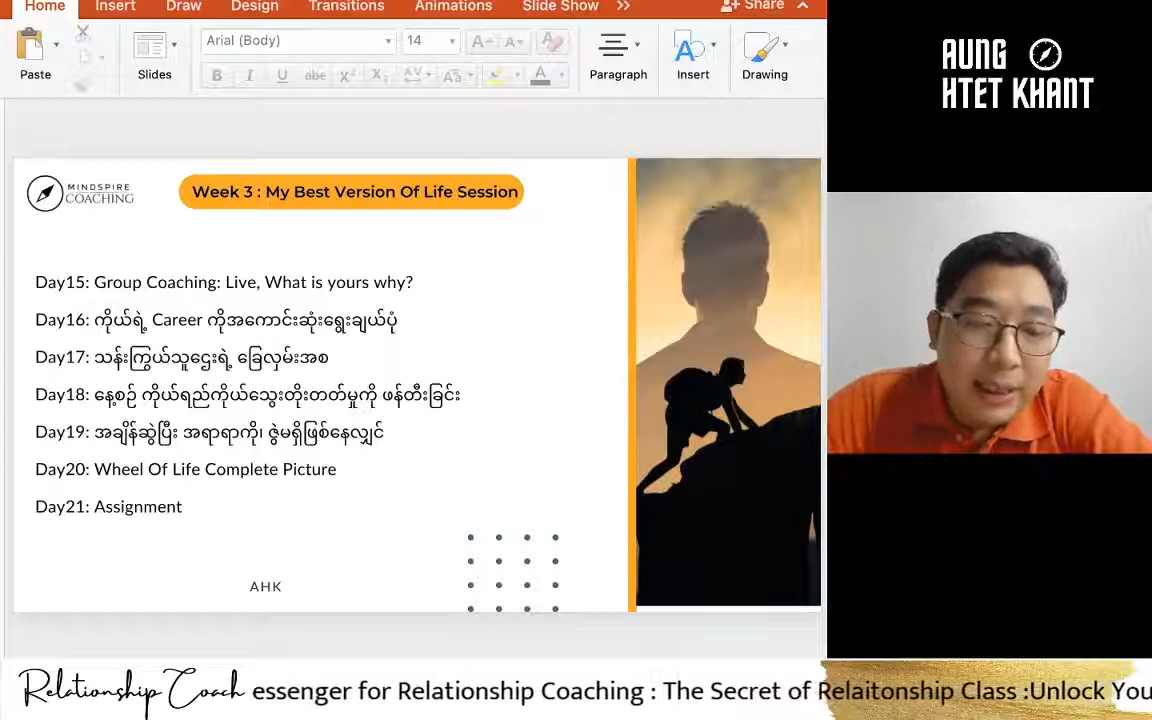 Home Insert Draw Design Transitions Animations Slide Show Share
Arial (Body) 14
Paste Slides Paragraph Insert Drawing
AUNG
HTET KHANT
MINDSPIRE
COACHING
Week 3 : My Best Version Of Life Session
Day15: Group Coaching: Live, What is yours why?
Day16: ကိုယ်ရဲ့ Career ကိုအကောင်းဆုံးရွေးချယ်ပုံ
Day17: သန်းကြွယ်သူဌေးရဲ့ ခြေလှမ်းအစ
Day18: နေ့စဉ် ကိုယ်ရည်ကိုယ်သွေးတိုးတတ်မှုကို ဖန်တီးခြင်း
Day19: အချိန်ဆွဲပြီး အရာရာကို၊ ဇွဲမရှိဖြစ်နေလျှင်
Day20: Wheel Of Life Complete Picture
Day21: Assignment
AHK
Relationship Coach essenger for Relationship Coaching : The Secret of Relaitonship Class :Unlock You